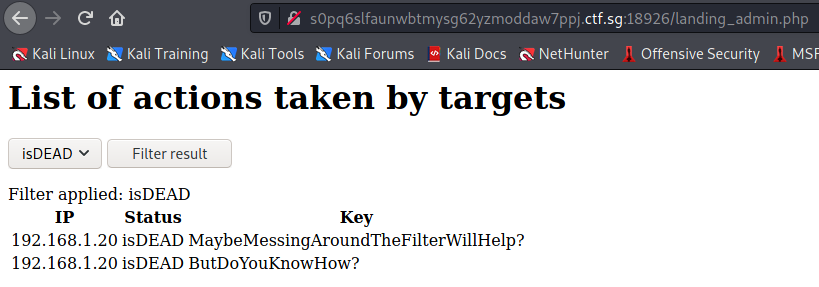 s0pq6slfaunwbtmysg62yzmoddaw7ppj.ctf.sg:18926/landing_admin.php
Kali Linux Kali Training Kali Tools Kali Forums Kali Docs NetHunter Offensive Security MSF
List of actions taken by targets
isDEAD Filter result
Filter applied: isDEAD
IP Status Key
192.168.1.20 isDEAD MaybeMessingAroundTheFilterWillHelp?
192.168.1.20 isDEAD ButDoYouKnowHow?